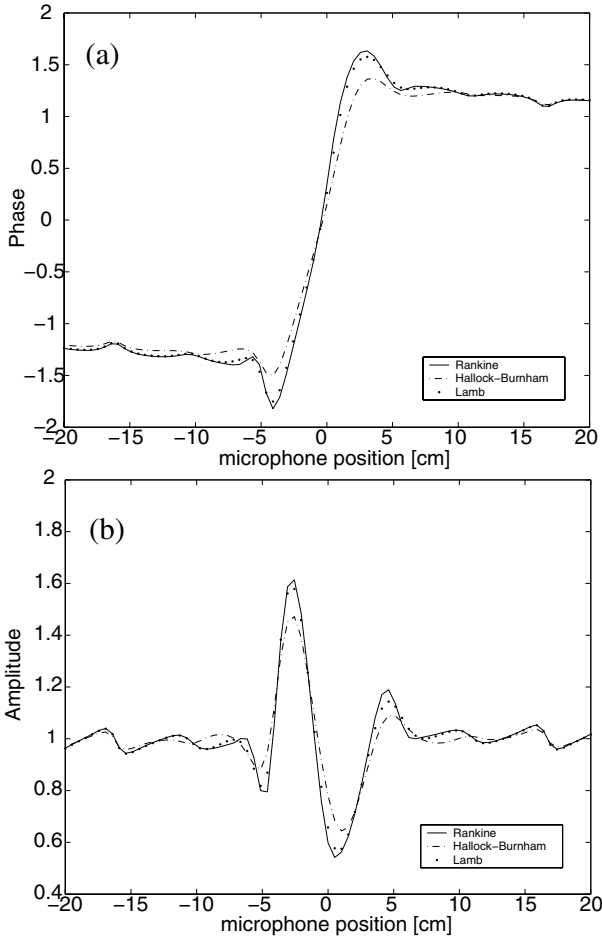 2
1.5
1
0.5
0
−0.5
−1
−1.5
−2
(a)
Phase
Rankine
Hallock−Burnham
Lamb
−20 −15 −10 −5 0 5 10 15 20
microphone position [cm]
2
1.8
1.6
1.4
1.2
1
0.8
0.6
0.4
(b)
Amplitude
Rankine
Hallock−Burnham
Lamb
−20 −15 −10 −5 0 5 10 15 20
microphone position [cm]